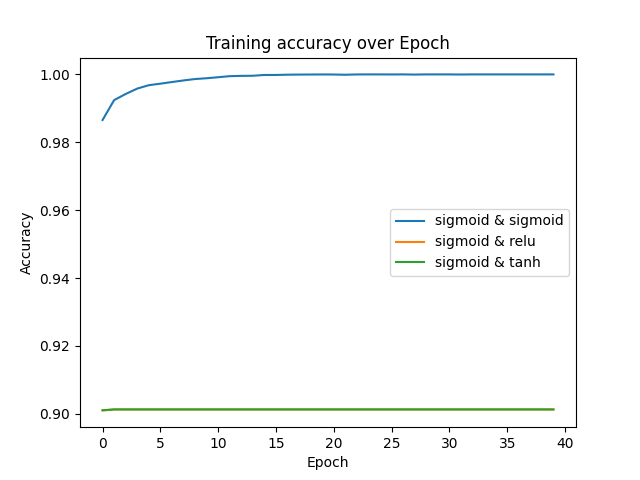 Training accuracy over Epoch
1.00
0.98
0.96
0.94
0.92
0.90
Accuracy
sigmoid & sigmoid
sigmoid & relu
sigmoid & tanh
0 5 10 15 20 25 30 35 40
Epoch